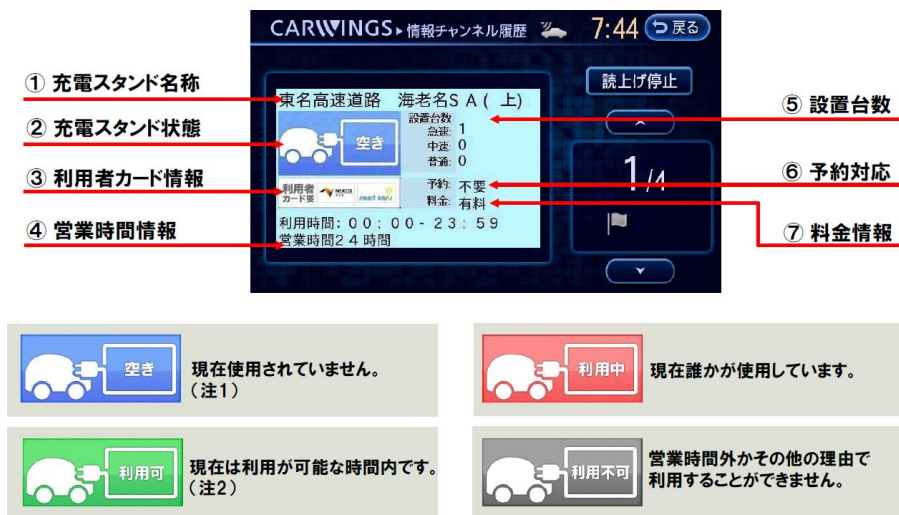 CARWINGS▸情報チャンネル履歴
7:44
戻る
① 充電スタンド名称
② 充電スタンド状態
③ 利用者カード情報
④ 営業時間情報
東名高速道路 海老名SA( 上)
空き
設置台数
急速: 1
中速: 0
普通: 0
利用者
カード要
NEXCO
smart oasis
予約: 不要
料金: 有料
利用時間:00:00-23:59
営業時間24時間
読上げ停止
1/4
⑤ 設置台数
⑥ 予約対応
⑦ 料金情報
空き
現在使用されていません。
(注1)
利用中
現在誰かが使用しています。
利用可
現在は利用が可能な時間内です。
(注2)
利用不可
営業時間外かその他の理由で
利用することができません。